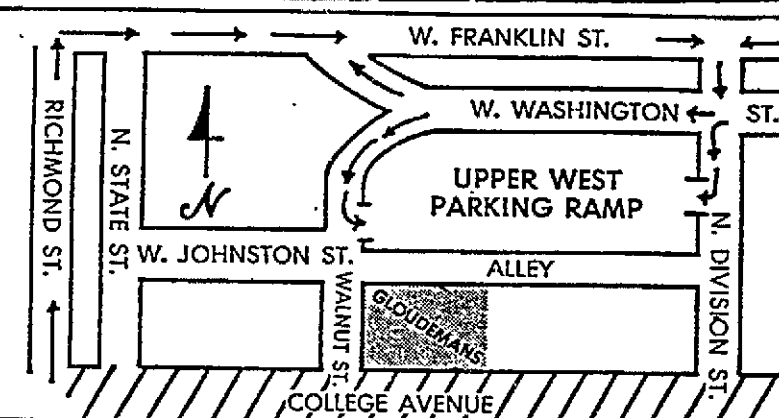 W. FRANKLIN ST.
W. WASHINGTON ST.
RICHMOND ST.
N. STATE ST.
N
UPPER WEST
PARKING RAMP
W. JOHNSTON ST.
ALLEY
N. DIVISION ST.
WALNUT ST.
GLOUDEMANS
COLLEGE AVENUE